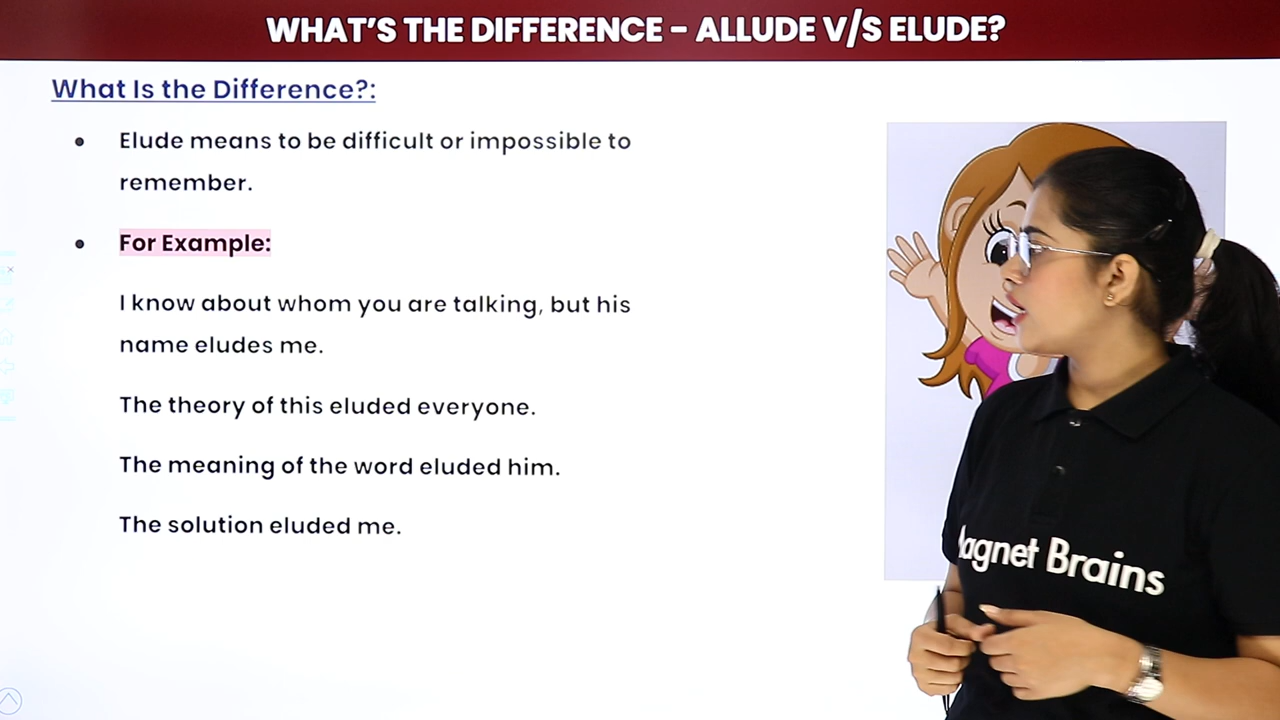 WHAT'S THE DIFFERENCE – ALLUDE V/S ELUDE?
What Is the Difference?:
• Elude means to be difficult or impossible to
remember.
• For Example:
I know about whom you are talking, but his
name eludes me.
The theory of this eluded everyone.
The meaning of the word eluded him.
The solution eluded me.
agnet Brains